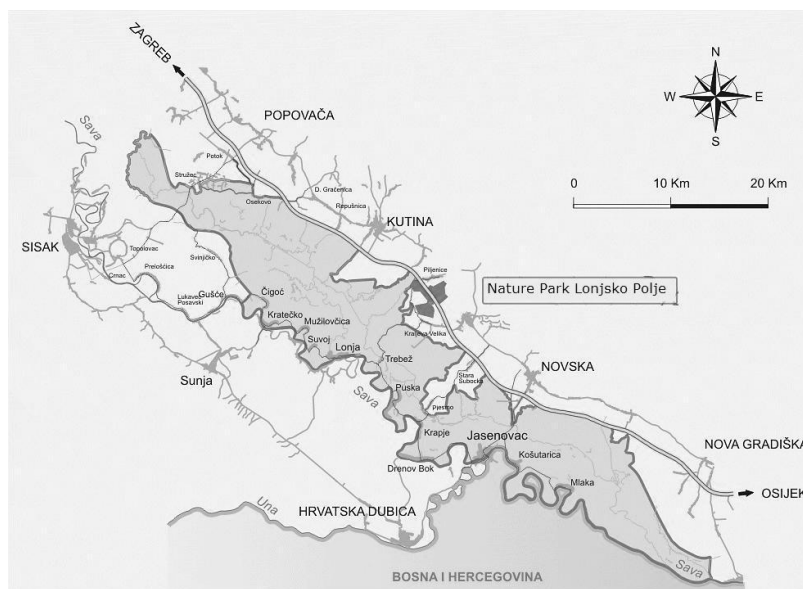 ZAGREB
POPOVAČA
N
W
E
S
Sava
Potok
Stružec
Osekovo
D. Gračenica
Repušnica
0
10 Km
20 Km
KUTINA
SISAK
Topolovac
Svinjičko
Prelošćica
Crnac
Lukavec
Posavski
Gušće
Čigoć
Kratečko
Mužilovčica
Suvoj
Lonja
Piljenice
Nature Park Lonjsko Polje
Kraljeva Velika
Trebež
Stara
Subocka
NOVSKA
Sunja
Sava
Puska
Krapje
Jasenovac
Košutarica
NOVA GRADIŠKA
Drenov Bok
Mlaka
OSIJEK
Una
HRVATSKA DUBICA
Sava
BOSNA I HERCEGOVINA